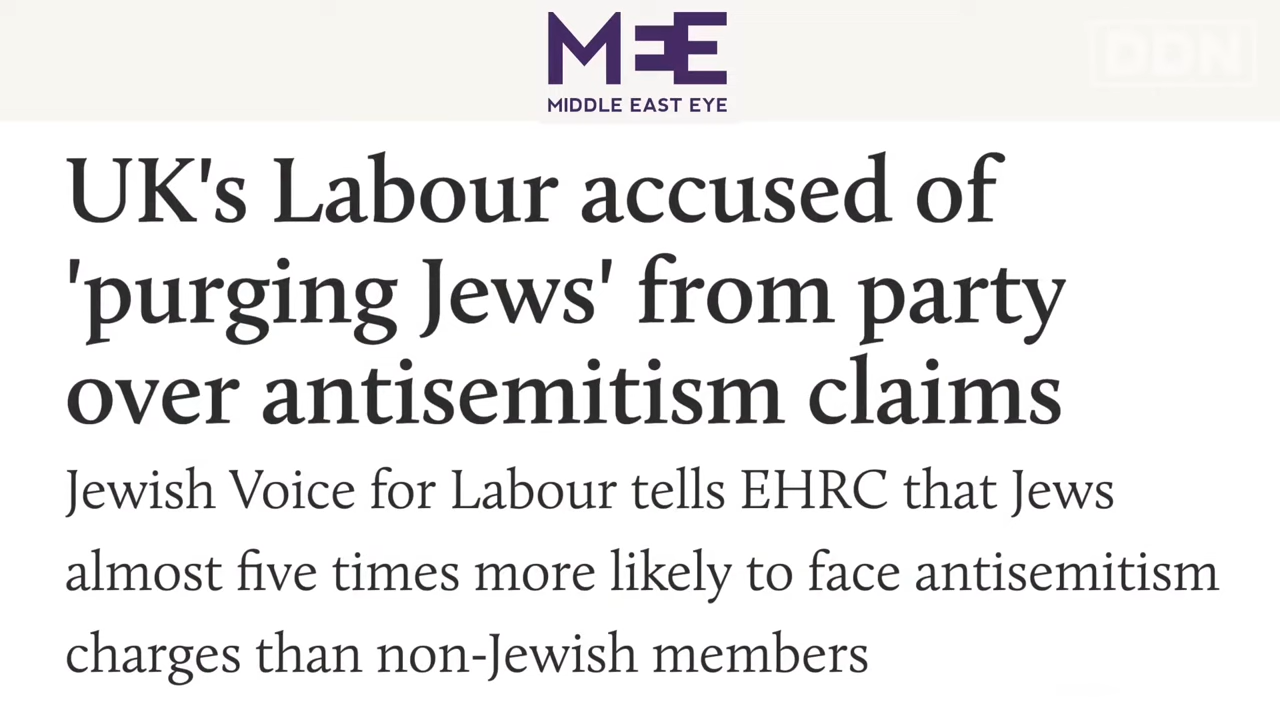 MEE
MIDDLE EAST EYE
DDN
UK's Labour accused of
'purging Jews' from party
over antisemitism claims
Jewish Voice for Labour tells EHRC that Jews
almost five times more likely to face antisemitism
charges than non-Jewish members